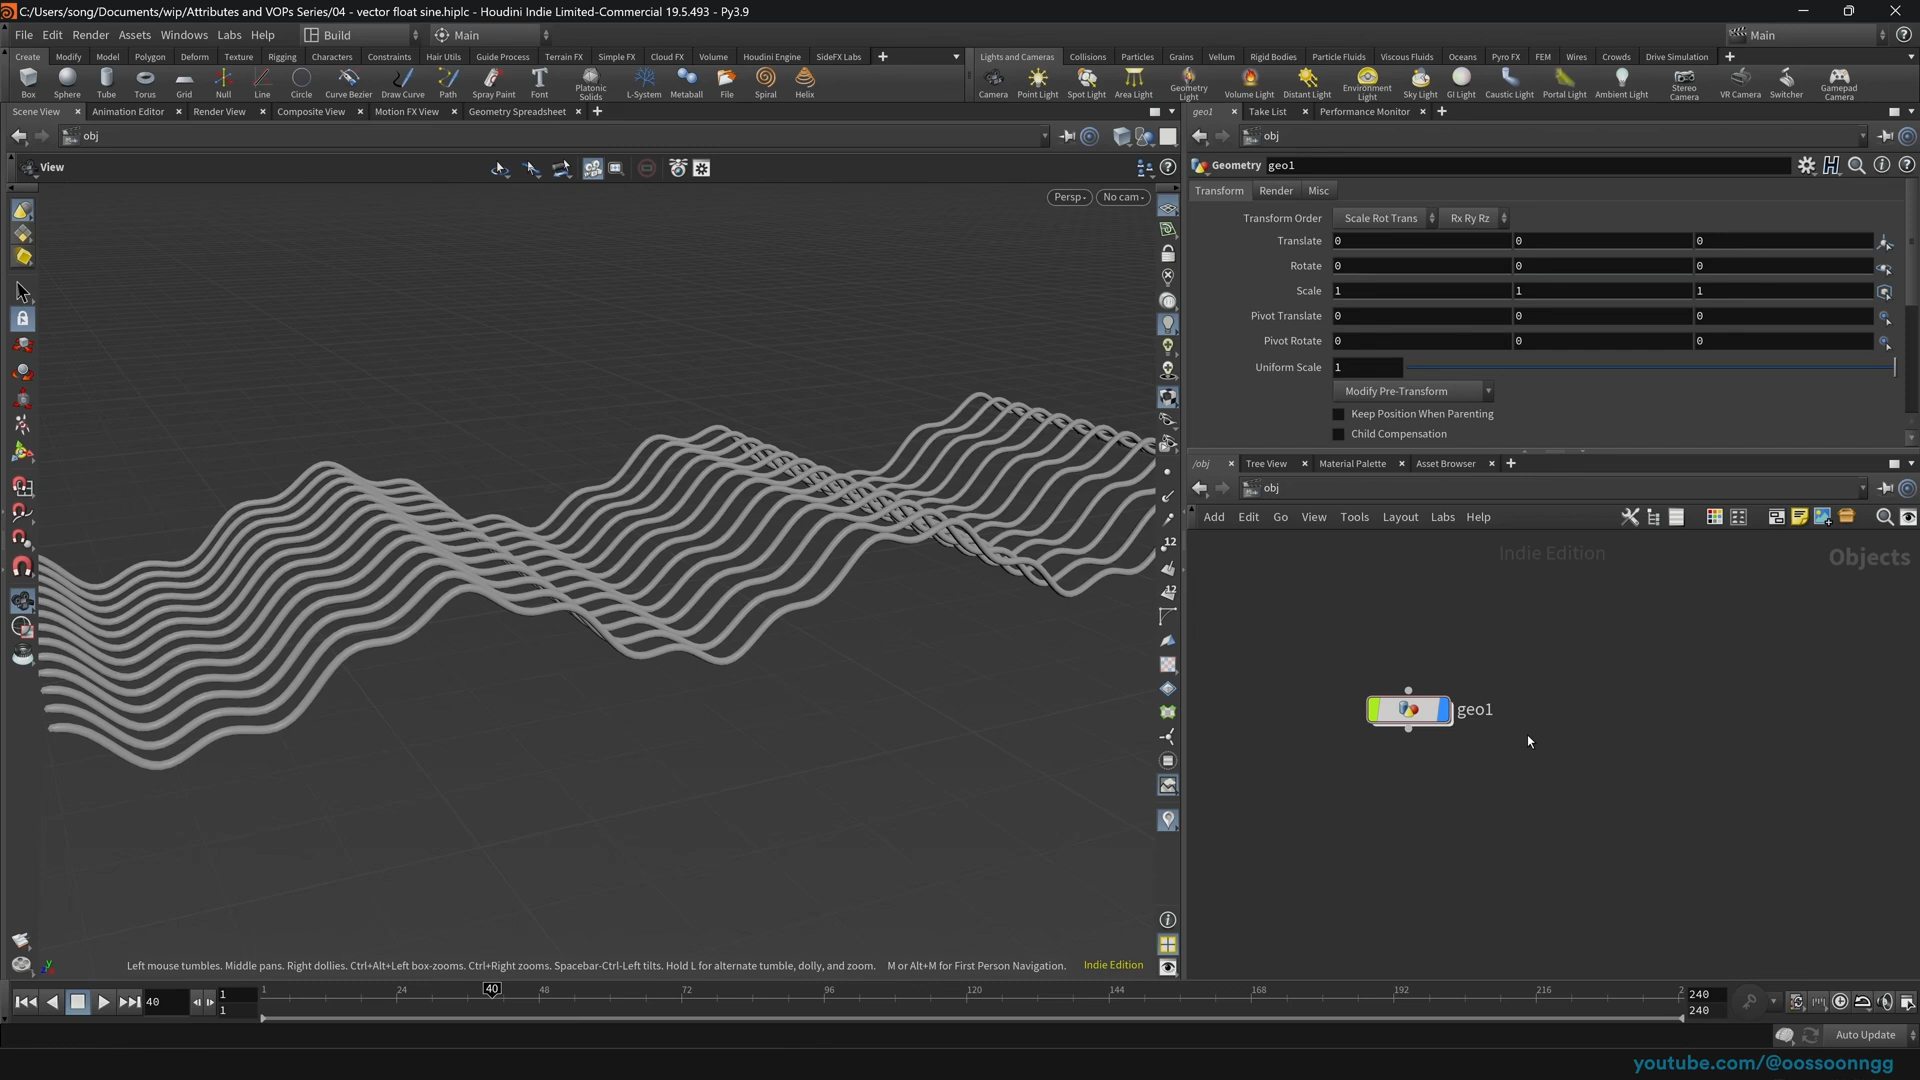 C:/Users/song/Documents/wip/Attributes and VOPs Series/04 - vector float sine.hiplc - Houdini Indie Limited-Commercial 19.5.493 - Py3.9
File Edit Render Assets Windows Labs Help Build Main Main
Create Modify Model Polygon Deform Texture Rigging Characters Constraints Hair Utils Guide Process Terrain FX Simple FX Cloud FX Volume Houdini Engine SideFX Labs
Lights and Cameras Collisions Particles Grains Vellum Rigid Bodies Particle Fluids Viscous Fluids Oceans Pyro FX FEM Wires Crowds Drive Simulation
Box Sphere Tube Torus Grid Null Line Circle Curve Bezier Draw Curve Path Spray Paint Font Platonic Solids L-System Metaball File Spiral Helix
Camera Point Light Spot Light Area Light Geometry Light Volume Light Distant Light Environment Light Sky Light GI Light Caustic Light Portal Light Ambient Light Stereo Camera VR Camera Switcher Gamepad Camera
Scene View Animation Editor Render View Composite View Motion FX View Geometry Spreadsheet
obj
View
Persp No cam
12
12
Left mouse tumbles. Middle pans. Right dollies. Ctrl+Alt+Left box-zooms. Ctrl+Right zooms. Spacebar-Ctrl-Left tilts. Hold L for alternate tumble, dolly, and zoom. M or Alt+M for First Person Navigation. Indie Edition
y
geo1 Take List Performance Monitor
obj
Geometry geo1
Transform Render Misc
Transform Order Scale Rot Trans Rx Ry Rz
Translate 0 0 0
Rotate 0 0 0
Scale 1 1 1
Pivot Translate 0 0 0
Pivot Rotate 0 0 0
Uniform Scale 1
Modify Pre-Transform
Keep Position When Parenting
Child Compensation
/obj Tree View Material Palette Asset Browser
obj
Add Edit Go View Tools Layout Labs Help
Indie Edition
Objects
geo1
40 1 1 24 40 48 72 96 120 144 168 192 216 2 240
1 240
Auto Update
youtube.com/@oossoonngg